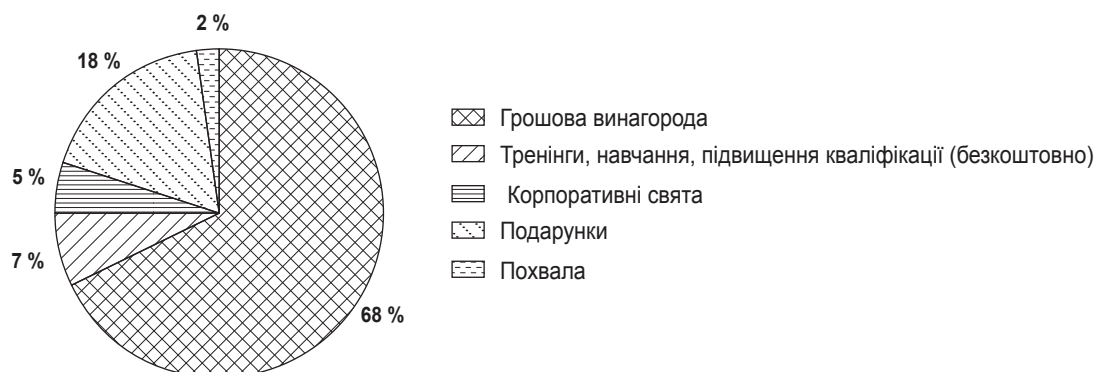 2 %
18 %
5 %
7 %
68 %
Грошова винагорода
Тренінги, навчання, підвищення кваліфікації (безкоштовно)
Корпоративні свята
Подарунки
Похвала